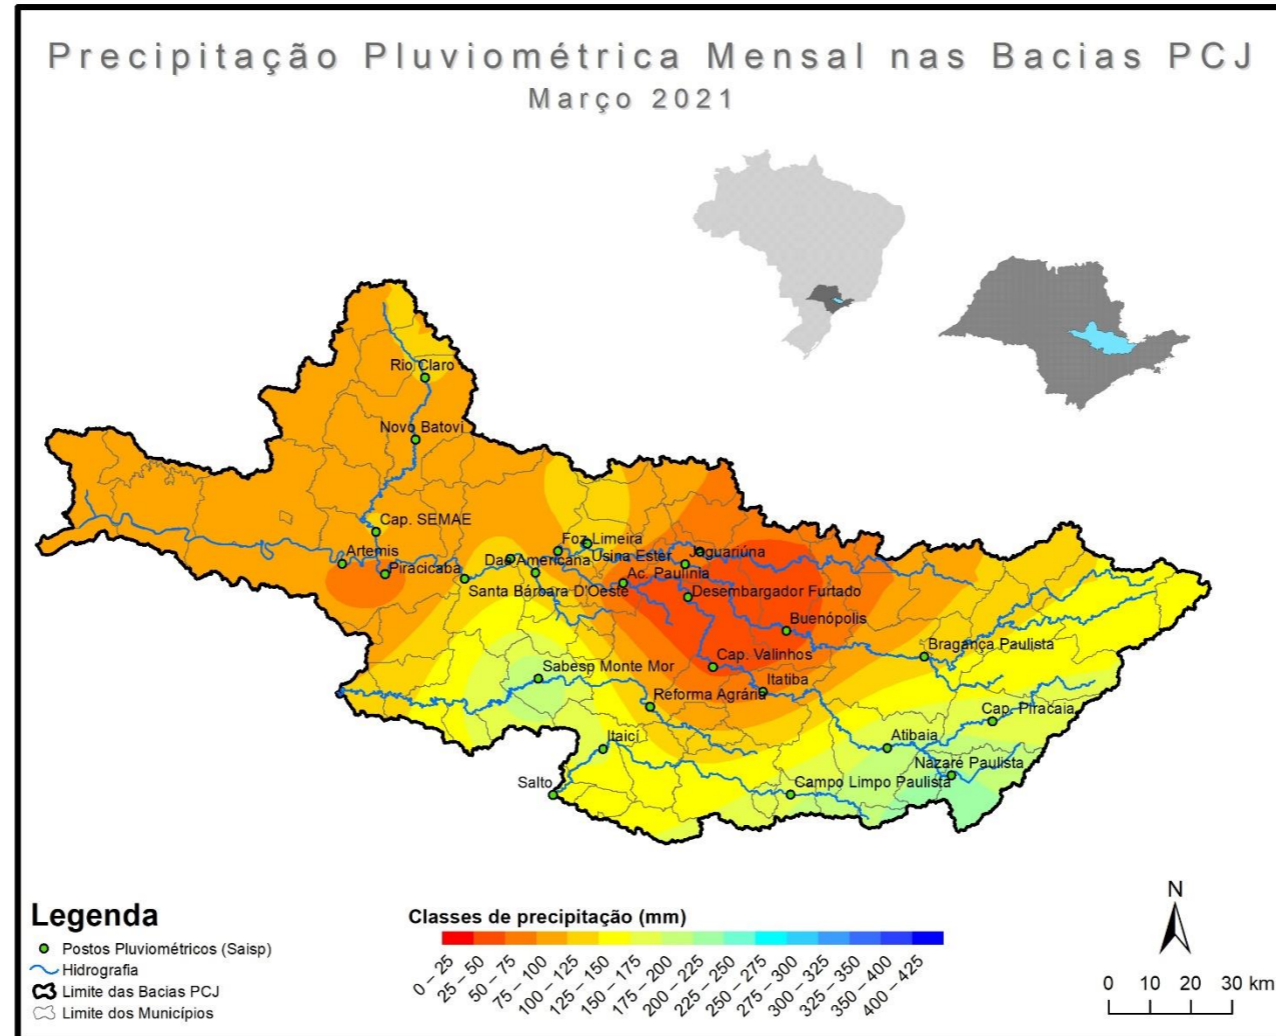 Precipitação Pluviométrica Mensal nas Bacias PCJ
Março 2021
Rio Claro
Novo Batovi
Cap. SEMAE
Artemis
Piracicaba
Foz Limeira
Usina Ester
Dae Americana
Santa Bárbara D'Oeste
Jaguariúna
Ac. Paulínia
Desembargador Furtado
Buenópolis
Bragança Paulista
Cap. Valinhos
Sabesp Monte Mor
Itatiba
Reforma Agrária
Cap. Piracaia
Itaicí
Atibaia
Nazaré Paulista
Salto
Campo Limpo Paulista
Legenda
Postos Pluviométricos (Saisp)
Hidrografia
Limite das Bacias PCJ
Limite dos Municípios
Classes de precipitação (mm)
0 – 25
25 – 50
50 – 75
75 – 100
100 – 125
125 – 150
150 – 175
175 – 200
200 – 225
225 – 250
250 – 275
275 – 300
300 – 325
325 – 350
350 – 400
400 – 425
N
0 10 20 30 km